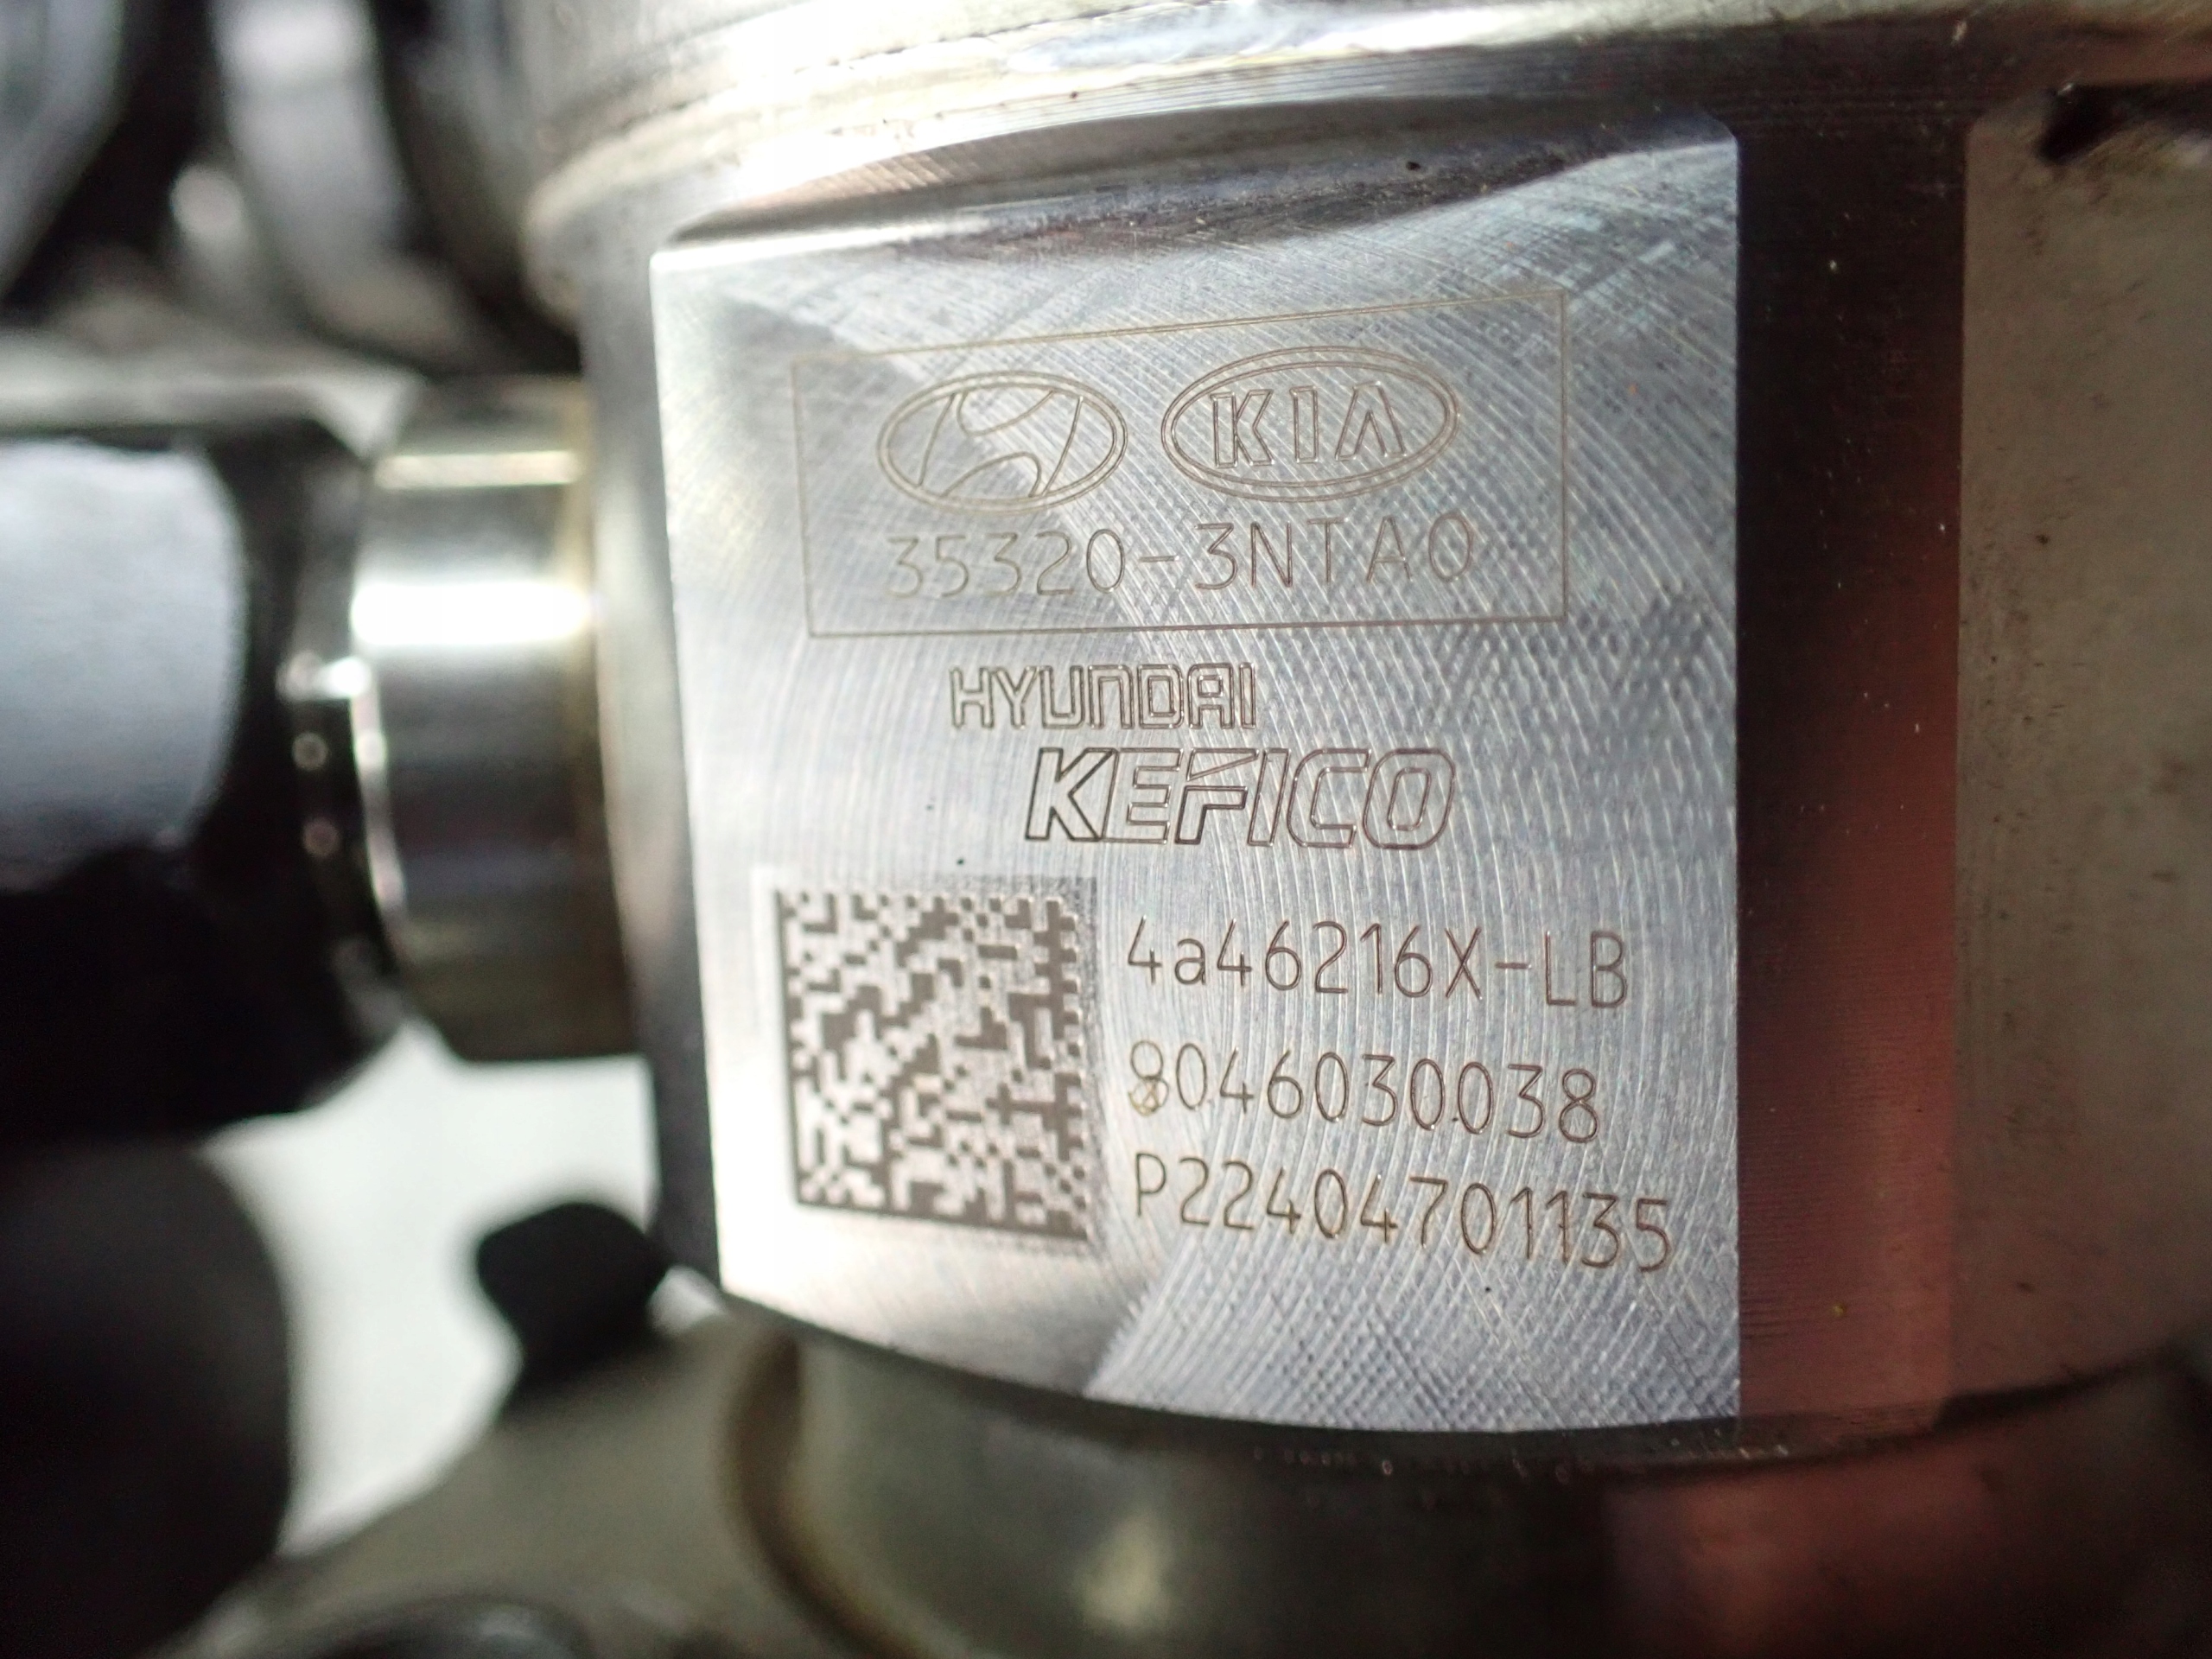 KIA
35320-3NTA0
HYUNDAI
KEFICO
4a46216X-LB
8046030038
P22404701135